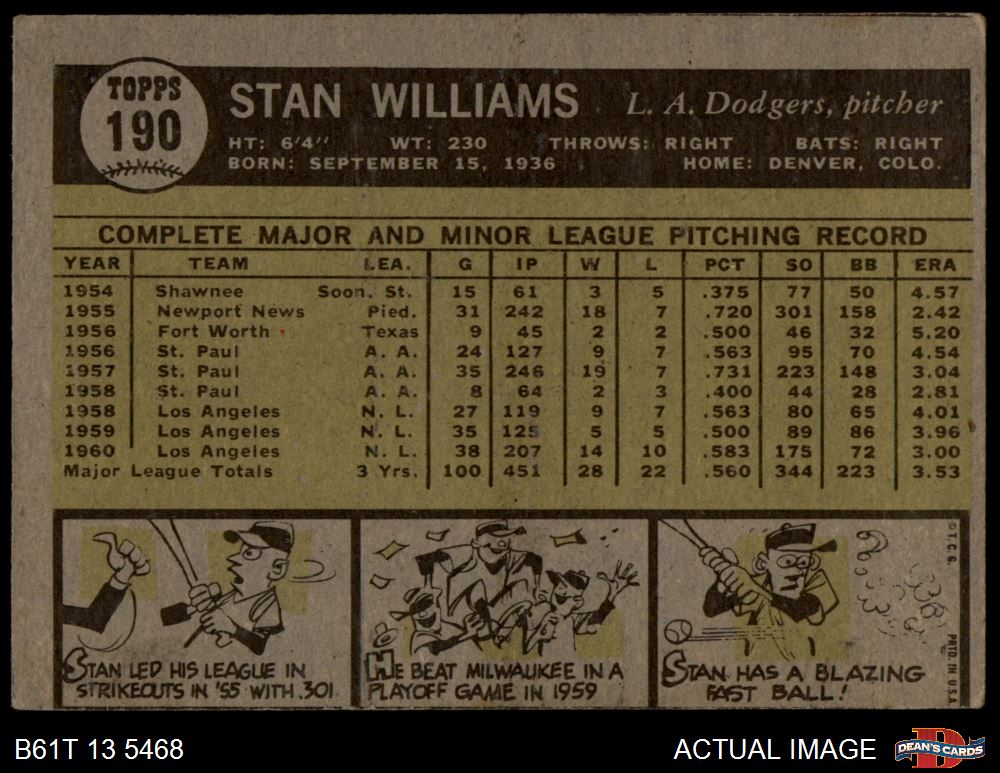 TOPPS
190
STAN WILLIAMS L. A. Dodgers, pitcher
HT: 6'4" WT: 230 THROWS: RIGHT BATS: RIGHT
BORN: SEPTEMBER 15, 1936 HOME: DENVER, COLO.
COMPLETE MAJOR AND MINOR LEAGUE PITCHING RECORD
YEAR TEAM LEA. G IP W L PCT SO BB ERA
1954 Shawnee Soon. St. 15 61 3 5 .375 77 50 4.57
1955 Newport News Pied. 31 242 18 7 .720 301 158 2.42
1956 Fort Worth Texas 9 45 2 2 .500 46 32 5.20
1956 St. Paul A. A. 24 127 9 7 .563 95 70 4.54
1957 St. Paul A. A. 35 246 19 7 .731 223 148 3.04
1958 St. Paul A. A. 8 64 2 3 .400 44 28 2.81
1958 Los Angeles N. L. 27 119 9 7 .563 80 65 4.01
1959 Los Angeles N. L. 35 125 5 5 .500 89 86 3.96
1960 Los Angeles N. L. 38 207 14 10 .583 175 72 3.00
Major League Totals 3 Yrs. 100 451 28 22 .560 344 223 3.53
STAN LED HIS LEAGUE IN
STRIKEOUTS IN '55 WITH .301
HE BEAT MILWAUKEE IN A
PLAYOFF GAME IN 1959
STAN HAS A BLAZING
FAST BALL!
© T. C. G. PRTD. IN U.S.A.
B61T 13 5468 ACTUAL IMAGE
D
DEAN'S CARDS